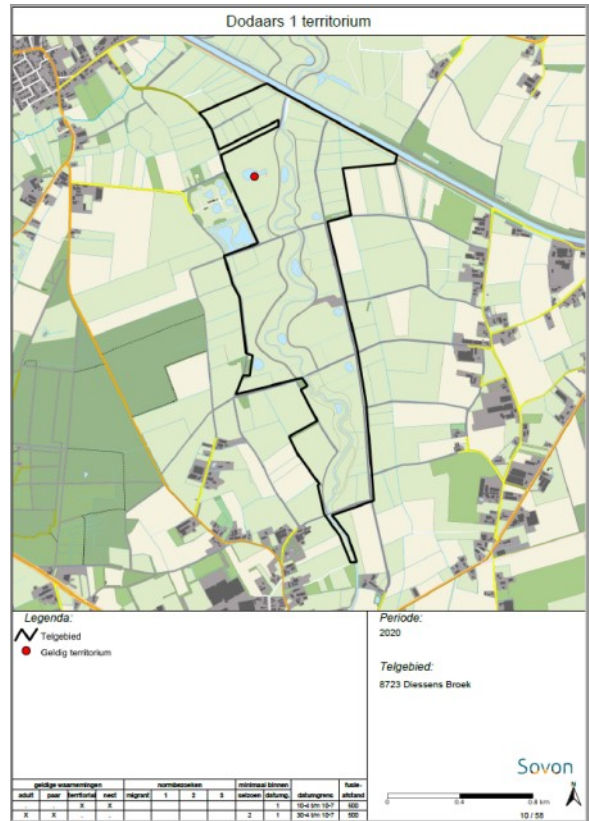 Dodaars 1 territorium
Legenda:
Telgebied
Geldig territorium
Periode:
2020
Telgebied:
8723 Diessens Broek
Sovon
0 0.4 0.8 km
10 / 58
geldige waarnemingen normbezoeken minimaal binnen fusie-
adult paar territoriaal nest migrant 1 2 3 seizoen datumg. datumgrens afstand
. . X X 1 10-4 t/m 10-7 500
X X . . 2 1 30-4 t/m 10-7 500